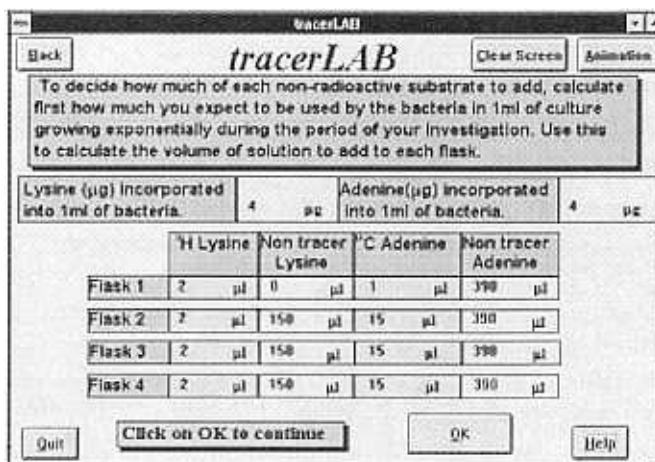 tracerLAB
Back
tracerLAB
Clear Screen
Animation
To decide how much of each non-radioactive substrate to add, calculate
first how much you expect to be used by the bacteria in 1ml of culture
growing exponentially during the period of your investigation. Use this
to calculate the volume of solution to add to each flask.
Lysine (µg) incorporated
into 1ml of bacteria.
4 µg
Adenine(µg) incorporated
into 1ml of bacteria.
4 µg
Lysine Non tracer Adenine Non tracer
Lysine Adenine
Flask 1 2 µl 0 µl 1 µl 390 µl
Flask 2 2 µl 150 µl 15 µl 390 µl
Flask 3 2 µl 150 µl 15 µl 390 µl
Flask 4 2 µl 150 µl 15 µl 390 µl
Quit
Click on OK to continue
OK
Help